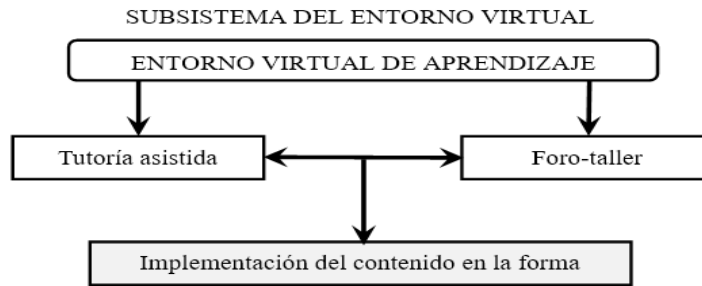 SUBSISTEMA DEL ENTORNO VIRTUAL
ENTORNO VIRTUAL DE APRENDIZAJE
Tutoría asistida
Foro-taller
Implementación del contenido en la forma